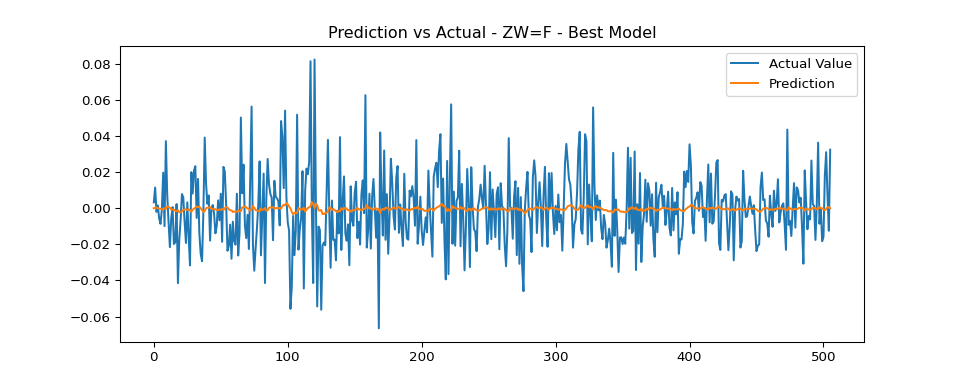 Prediction vs Actual - ZW=F - Best Model
Actual Value
Prediction
0.08
0.06
0.04
0.02
0.00
−0.02
−0.04
−0.06
0 100 200 300 400 500